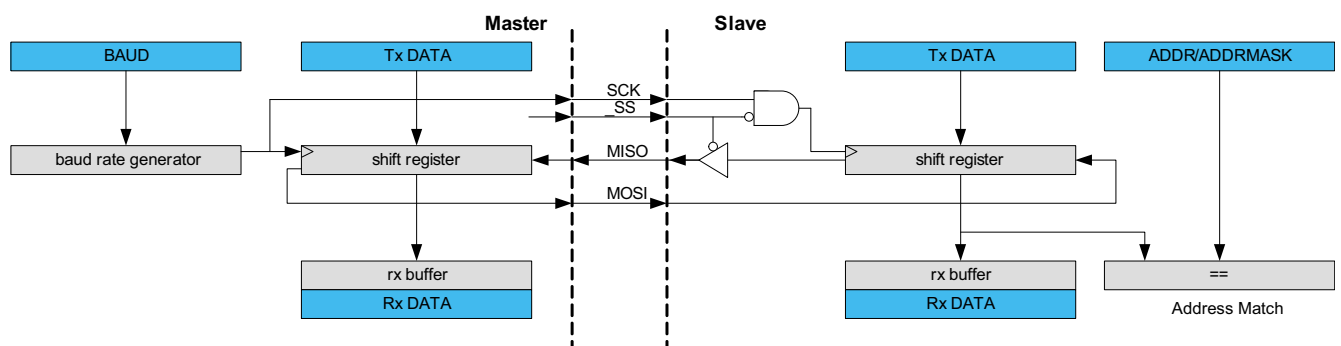 Master
Slave
BAUD
Tx DATA
Tx DATA
ADDR/ADDRMASK
SCK
_SS
baud rate generator
shift register
MISO
shift register
MOSI
rx buffer
rx buffer
==
Rx DATA
Rx DATA
Address Match